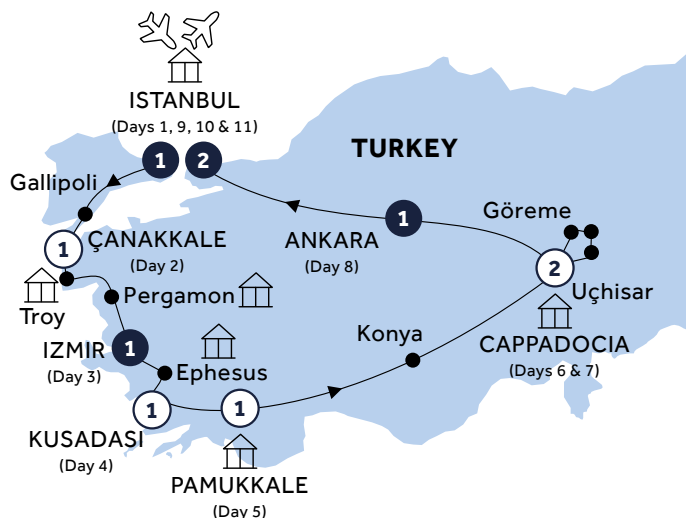 ISTANBUL
(Days 1, 9, 10 & 11)
1
2
TURKEY
Gallipoli
1
ÇANAKKALE
(Day 2)
Troy
Pergamon
IZMIR
(Day 3)
1
Ephesus
1
KUSADASI
(Day 4)
1
PAMUKKALE
(Day 5)
Konya
1
ANKARA
(Day 8)
Göreme
2
Uçhisar
CAPPADOCIA
(Days 6 & 7)